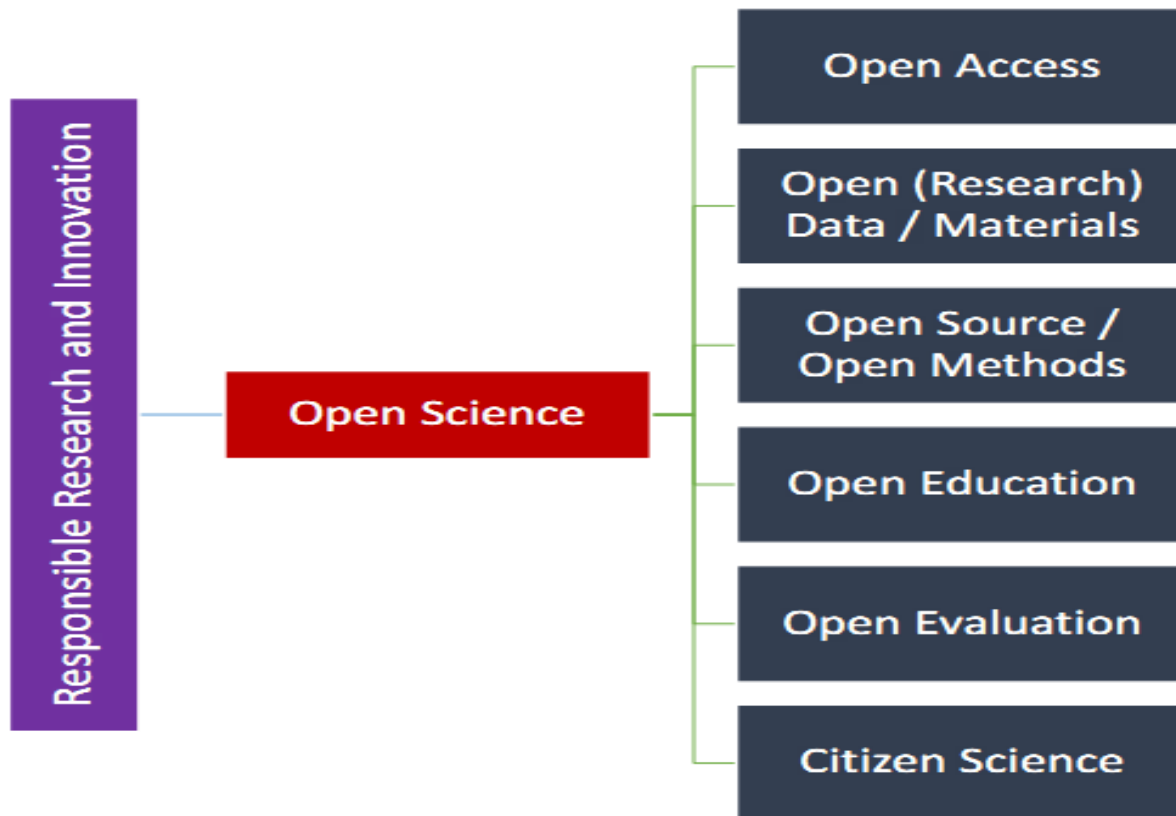 Responsible Research and Innovation
Open Science
Open Access
Open (Research)
Data / Materials
Open Source /
Open Methods
Open Education
Open Evaluation
Citizen Science